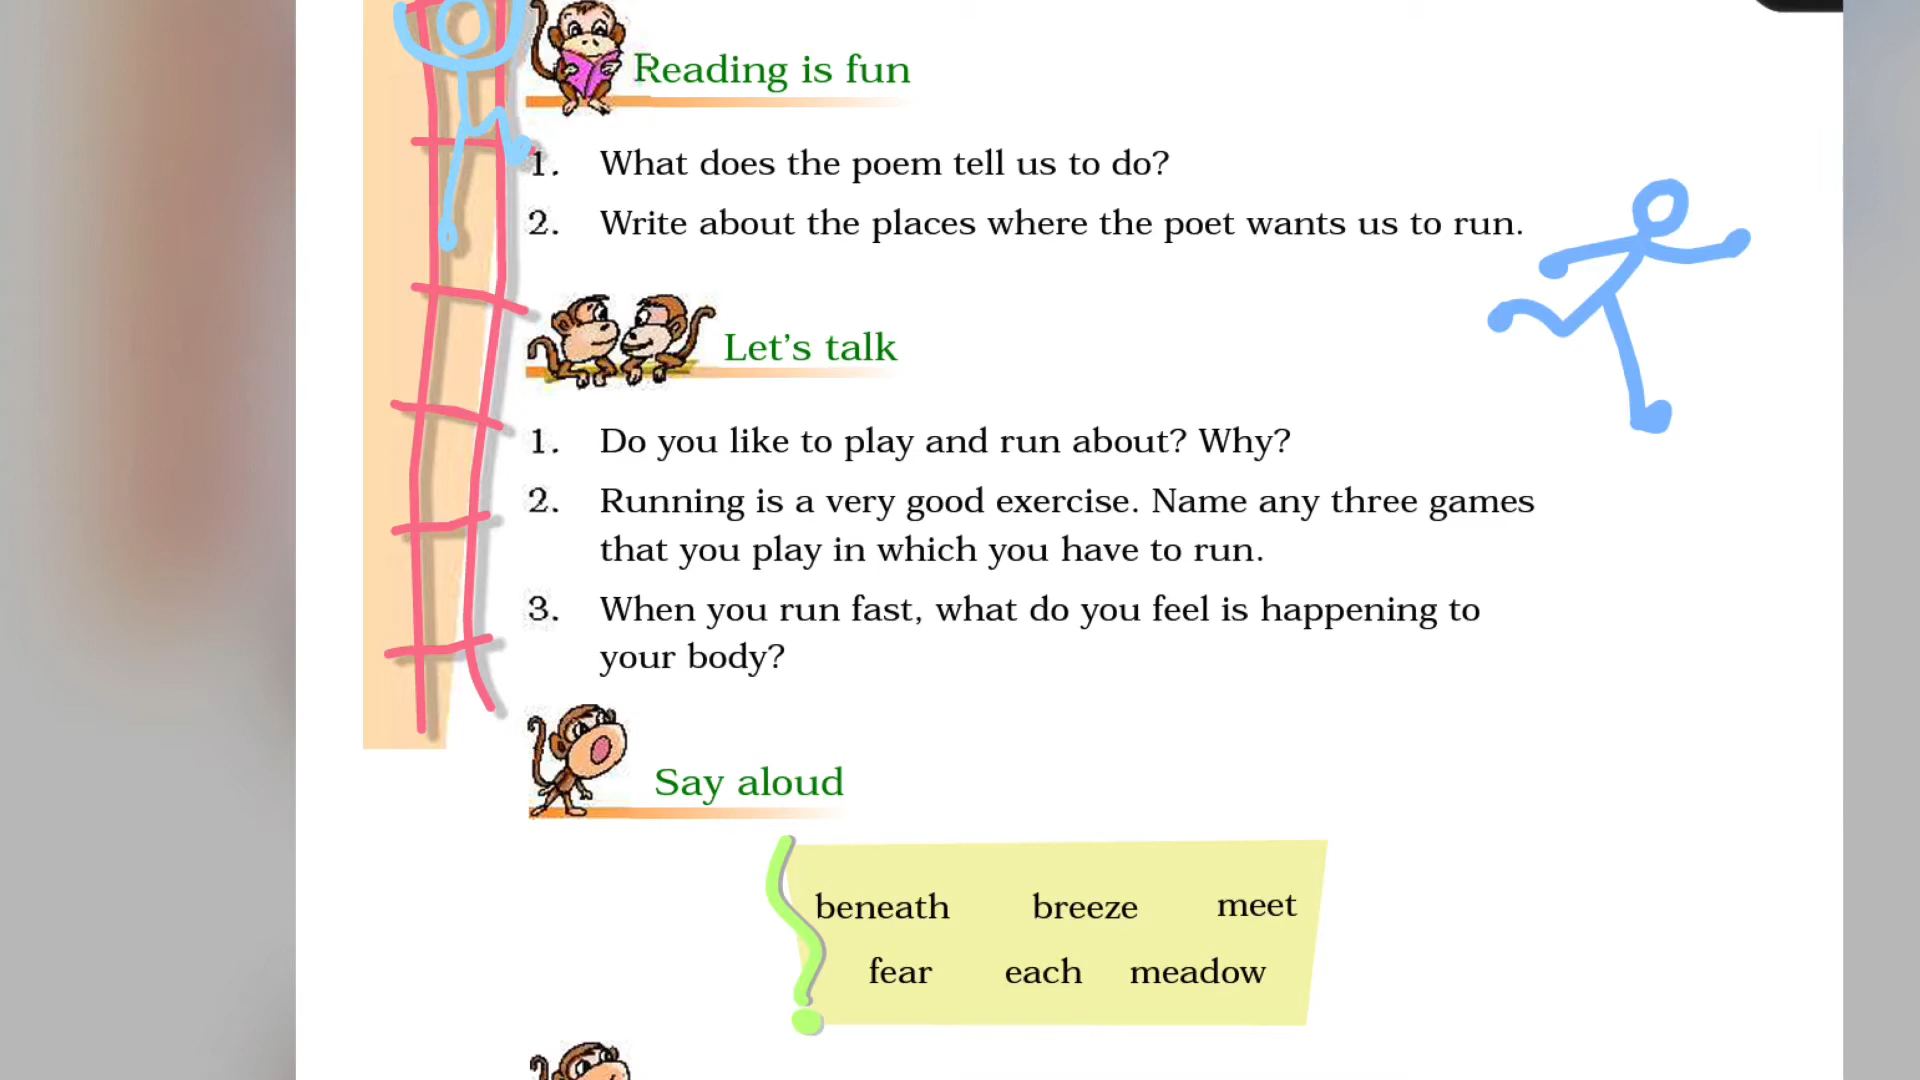 Reading is fun
1. What does the poem tell us to do?
2. Write about the places where the poet wants us to run.
Let's talk
1. Do you like to play and run about? Why?
2. Running is a very good exercise. Name any three games
that you play in which you have to run.
3. When you run fast, what do you feel is happening to
your body?
Say aloud
beneath breeze meet
fear each meadow